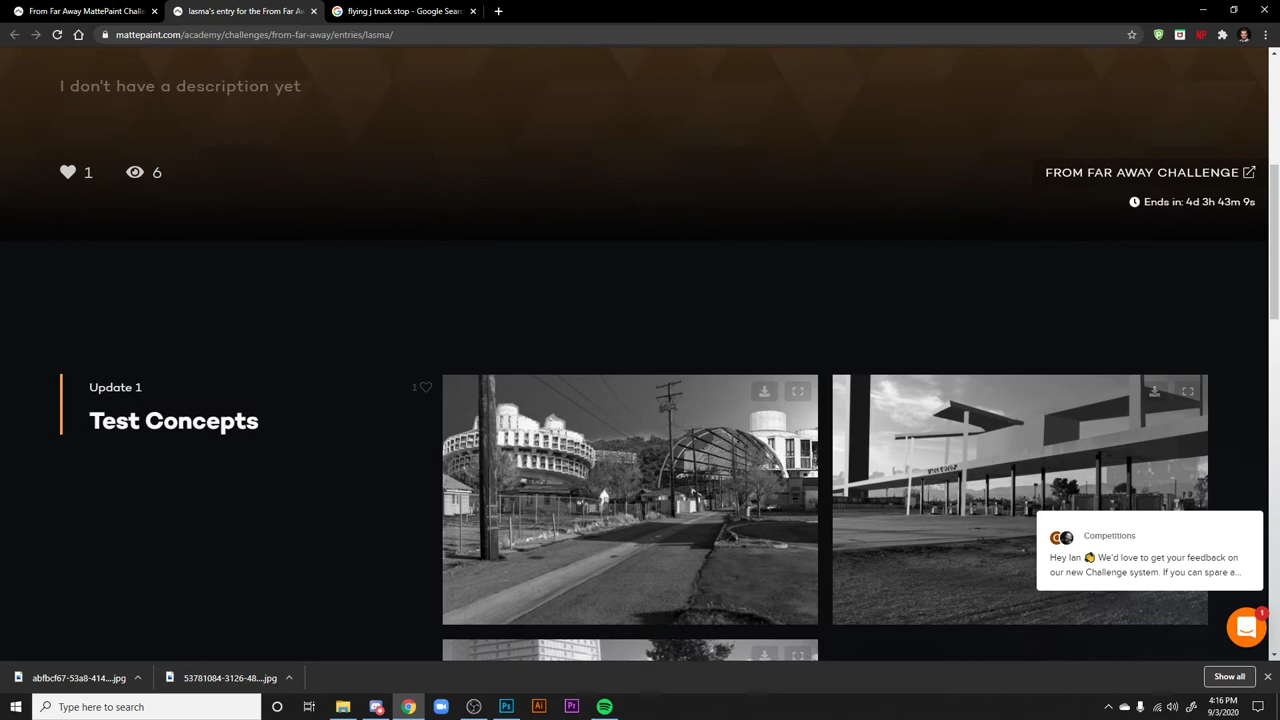 From Far Away MattePaint Challe
lasma's entry for the From Far Aw
flying j truck stop - Google Searc
mattepaint.com/academy/challenges/from-far-away/entries/lasma/
NP
I don't have a description yet
1
6
FROM FAR AWAY CHALLENGE
Ends in: 4d 3h 43m 9s
Update 1
1
Test Concepts
Competitions
Hey Ian 👋 We'd love to get your feedback on
our new Challenge system. If you can spare a...
1
abfbcf67-53a8-414....jpg
53781084-3126-48....jpg
Show all
Type here to search
Ps
Ai
Pr
4:16 PM
9/3/2020